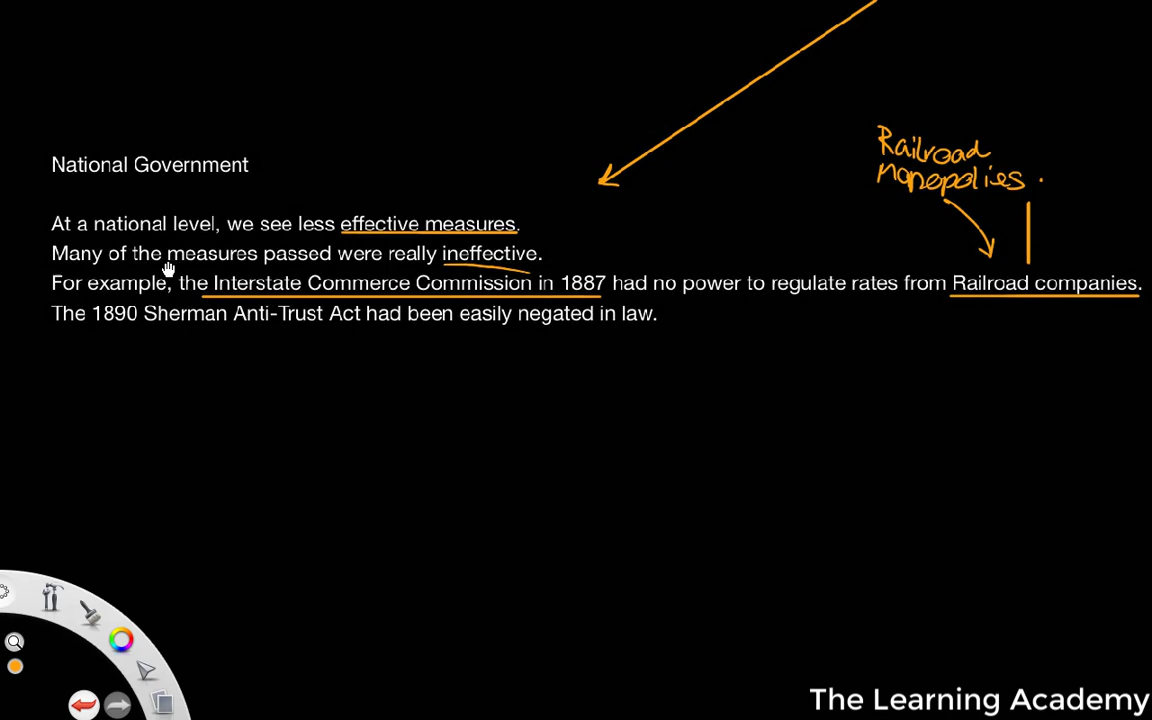 Railroad
monopolies.
National Government
At a national level, we see less effective measures.
Many of the measures passed were really ineffective.
For example, the Interstate Commerce Commission in 1887 had no power to regulate rates from Railroad companies.
The 1890 Sherman Anti-Trust Act had been easily negated in law.
The Learning Academy